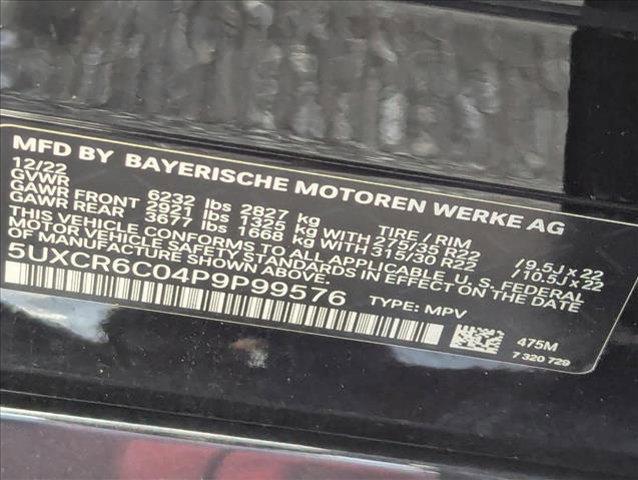 MFD BY BAYERISCHE MOTOREN WERKE AG
12/22
GVWR 6232 lbs 2827 kg TIRE / RIM
GAWR FRONT 2921 lbs 1325 kg WITH 275/35 R22 / 9.5J x 22
GAWR REAR 3677 lbs 1668 kg WITH 315/30 R22 / 10.5J x 22
THIS VEHICLE CONFORMS TO ALL APPLICABLE U. S. FEDERAL
MOTOR VEHICLE SAFETY STANDARDS IN EFFECT ON THE DATE
OF MANUFACTURE SHOWN ABOVE.
5UXCR6C04P9P99576 TYPE: MPV
475M
7 320 729